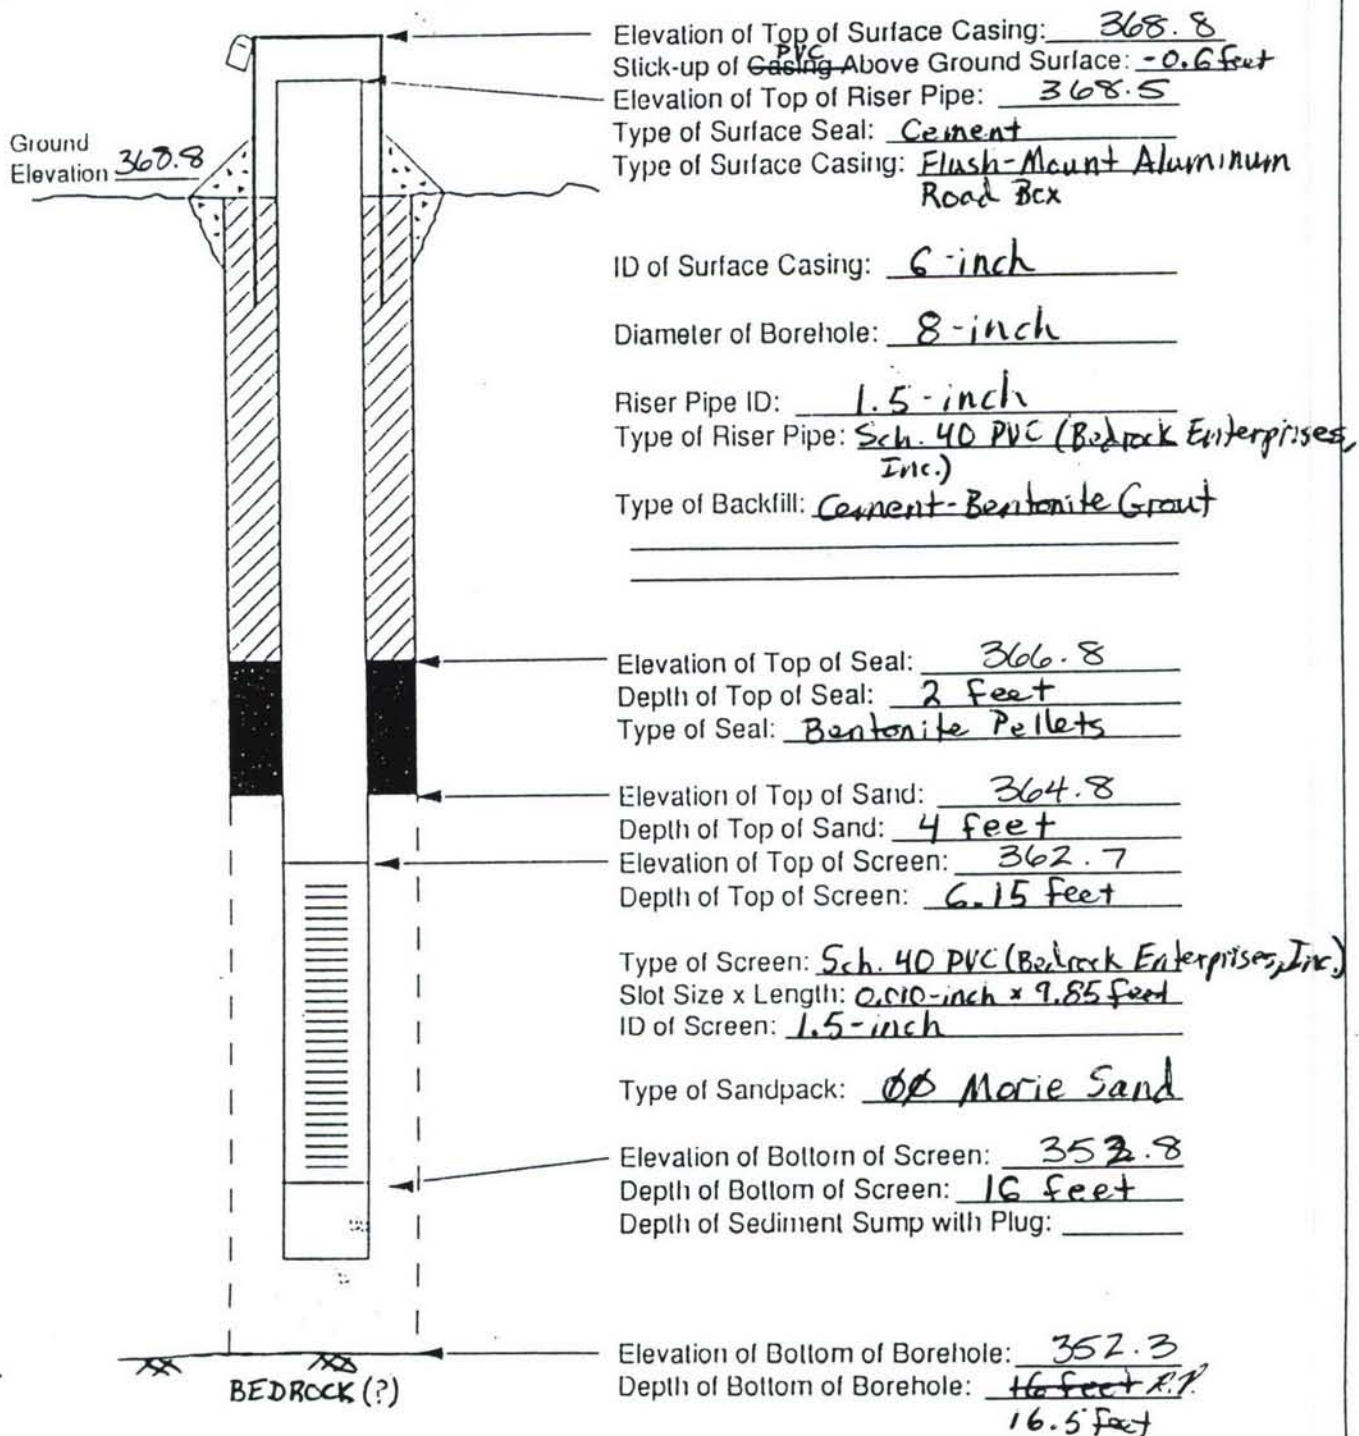 Elevation of Top of Surface Casing: 368.8
PVC
Stick-up of Casing Above Ground Surface: -0.6 feet
Elevation of Top of Riser Pipe: 368.5
Type of Surface Seal: Cement
Type of Surface Casing: Flush-Mount Aluminum
Road Box
Ground
Elevation 368.8
ID of Surface Casing: 6-inch
Diameter of Borehole: 8-inch
Riser Pipe ID: 1.5-inch
Type of Riser Pipe: Sch. 40 PVC (Bedrock Enterprises,
Inc.)
Type of Backfill: Cement-Bentonite Grout
Elevation of Top of Seal: 366.8
Depth of Top of Seal: 2 feet
Type of Seal: Bentonite Pellets
Elevation of Top of Sand: 364.8
Depth of Top of Sand: 4 feet
Elevation of Top of Screen: 362.7
Depth of Top of Screen: 6.15 feet
Type of Screen: Sch. 40 PVC (Bedrock Enterprises, Inc.)
Slot Size x Length: 0.010-inch x 9.85 feet
ID of Screen: 1.5-inch
Type of Sandpack: 00 Morie Sand
Elevation of Bottom of Screen: 352.8
Depth of Bottom of Screen: 16 feet
Depth of Sediment Sump with Plug:
Elevation of Bottom of Borehole: 352.3
Depth of Bottom of Borehole: 16 feet
16.5 feet
BEDROCK (?)